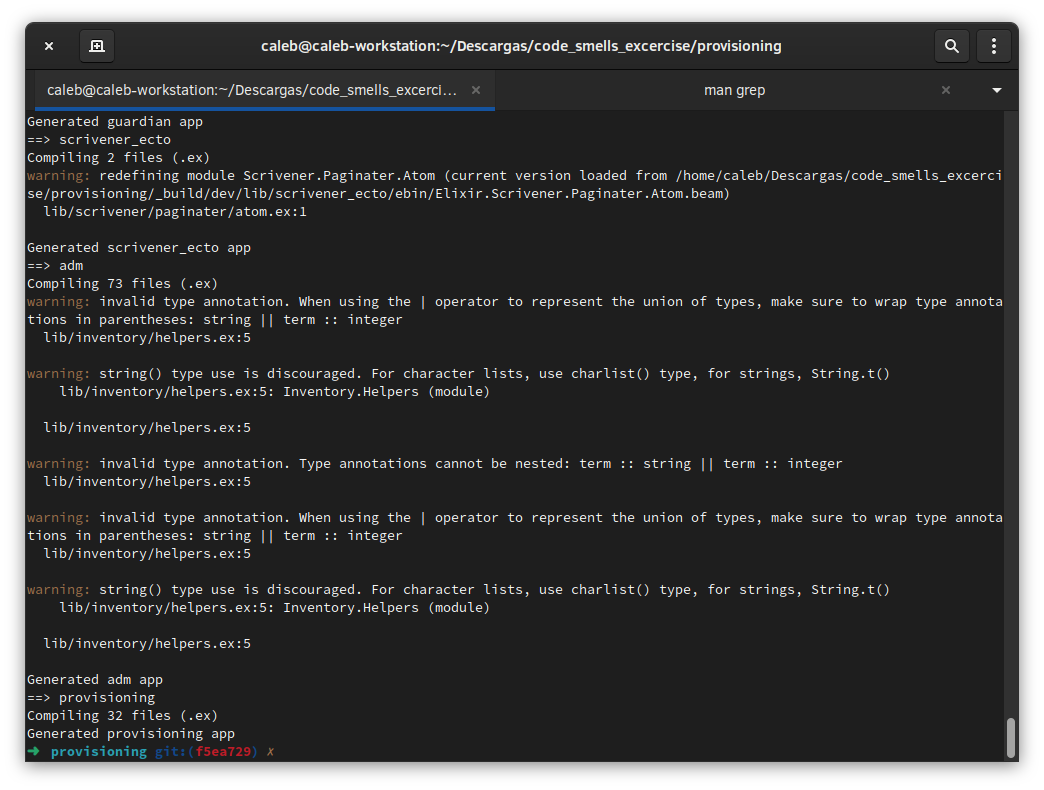 caleb@caleb-workstation:~/Descargas/code_smells_excercise/provisioning
caleb@caleb-workstation:~/Descargas/code_smells_excerci...
man grep
Generated guardian app
==> scrivener_ecto
Compiling 2 files (.ex)
warning: redefining module Scrivener.Paginater.Atom (current version loaded from /home/caleb/Descargas/code_smells_excerci
se/provisioning/_build/dev/lib/scrivener_ecto/ebin/Elixir.Scrivener.Paginater.Atom.beam)
  lib/scrivener/paginater/atom.ex:1
Generated scrivener_ecto app
==> adm
Compiling 73 files (.ex)
warning: invalid type annotation. When using the | operator to represent the union of types, make sure to wrap type annota
tions in parentheses: string || term :: integer
  lib/inventory/helpers.ex:5
warning: string() type use is discouraged. For character lists, use charlist() type, for strings, String.t()
    lib/inventory/helpers.ex:5: Inventory.Helpers (module)
  lib/inventory/helpers.ex:5
warning: invalid type annotation. Type annotations cannot be nested: term :: string || term :: integer
  lib/inventory/helpers.ex:5
warning: invalid type annotation. When using the | operator to represent the union of types, make sure to wrap type annota
tions in parentheses: string || term :: integer
  lib/inventory/helpers.ex:5
warning: string() type use is discouraged. For character lists, use charlist() type, for strings, String.t()
    lib/inventory/helpers.ex:5: Inventory.Helpers (module)
  lib/inventory/helpers.ex:5
Generated adm app
==> provisioning
Compiling 32 files (.ex)
Generated provisioning app
➜ provisioning git:(f5ea729) ✗